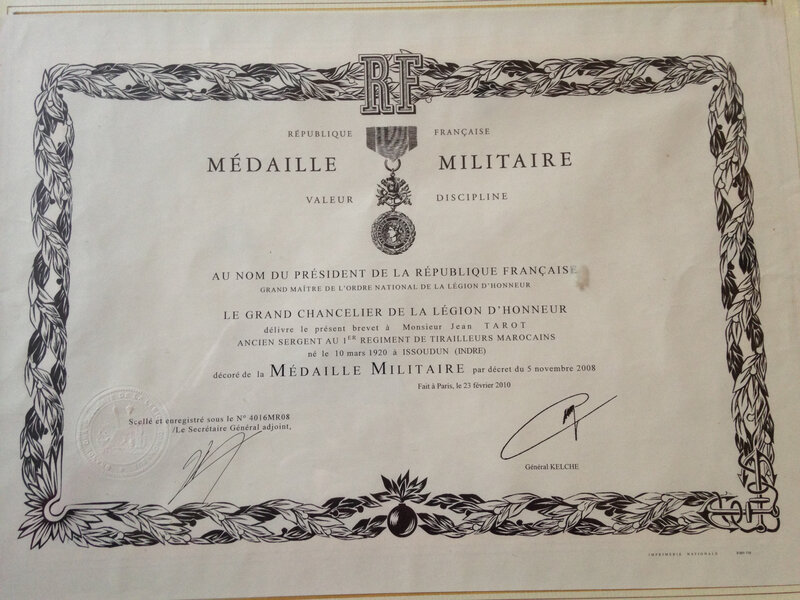 RF
RÉPUBLIQUE FRANÇAISE
MÉDAILLE MILITAIRE
VALEUR DISCIPLINE
AU NOM DU PRÉSIDENT DE LA RÉPUBLIQUE FRANÇAISE
GRAND MAÎTRE DE L'ORDRE NATIONAL DE LA LÉGION D'HONNEUR
LE GRAND CHANCELIER DE LA LÉGION D'HONNEUR
délivre le présent brevet à Monsieur Jean TAROT
ANCIEN SERGENT AU 1ER REGIMENT DE TIRAILLEURS MAROCAINS
né le 10 mars 1920 à ISSOUDUN (INDRE)
décoré de la MÉDAILLE MILITAIRE par décret du 5 novembre 2008
Fait à Paris, le 23 février 2010
Scellé et enregistré sous le N° 4016MR08
/Le Secrétaire Général adjoint,
Général KELCHE
IMPRIMERIE NATIONALE